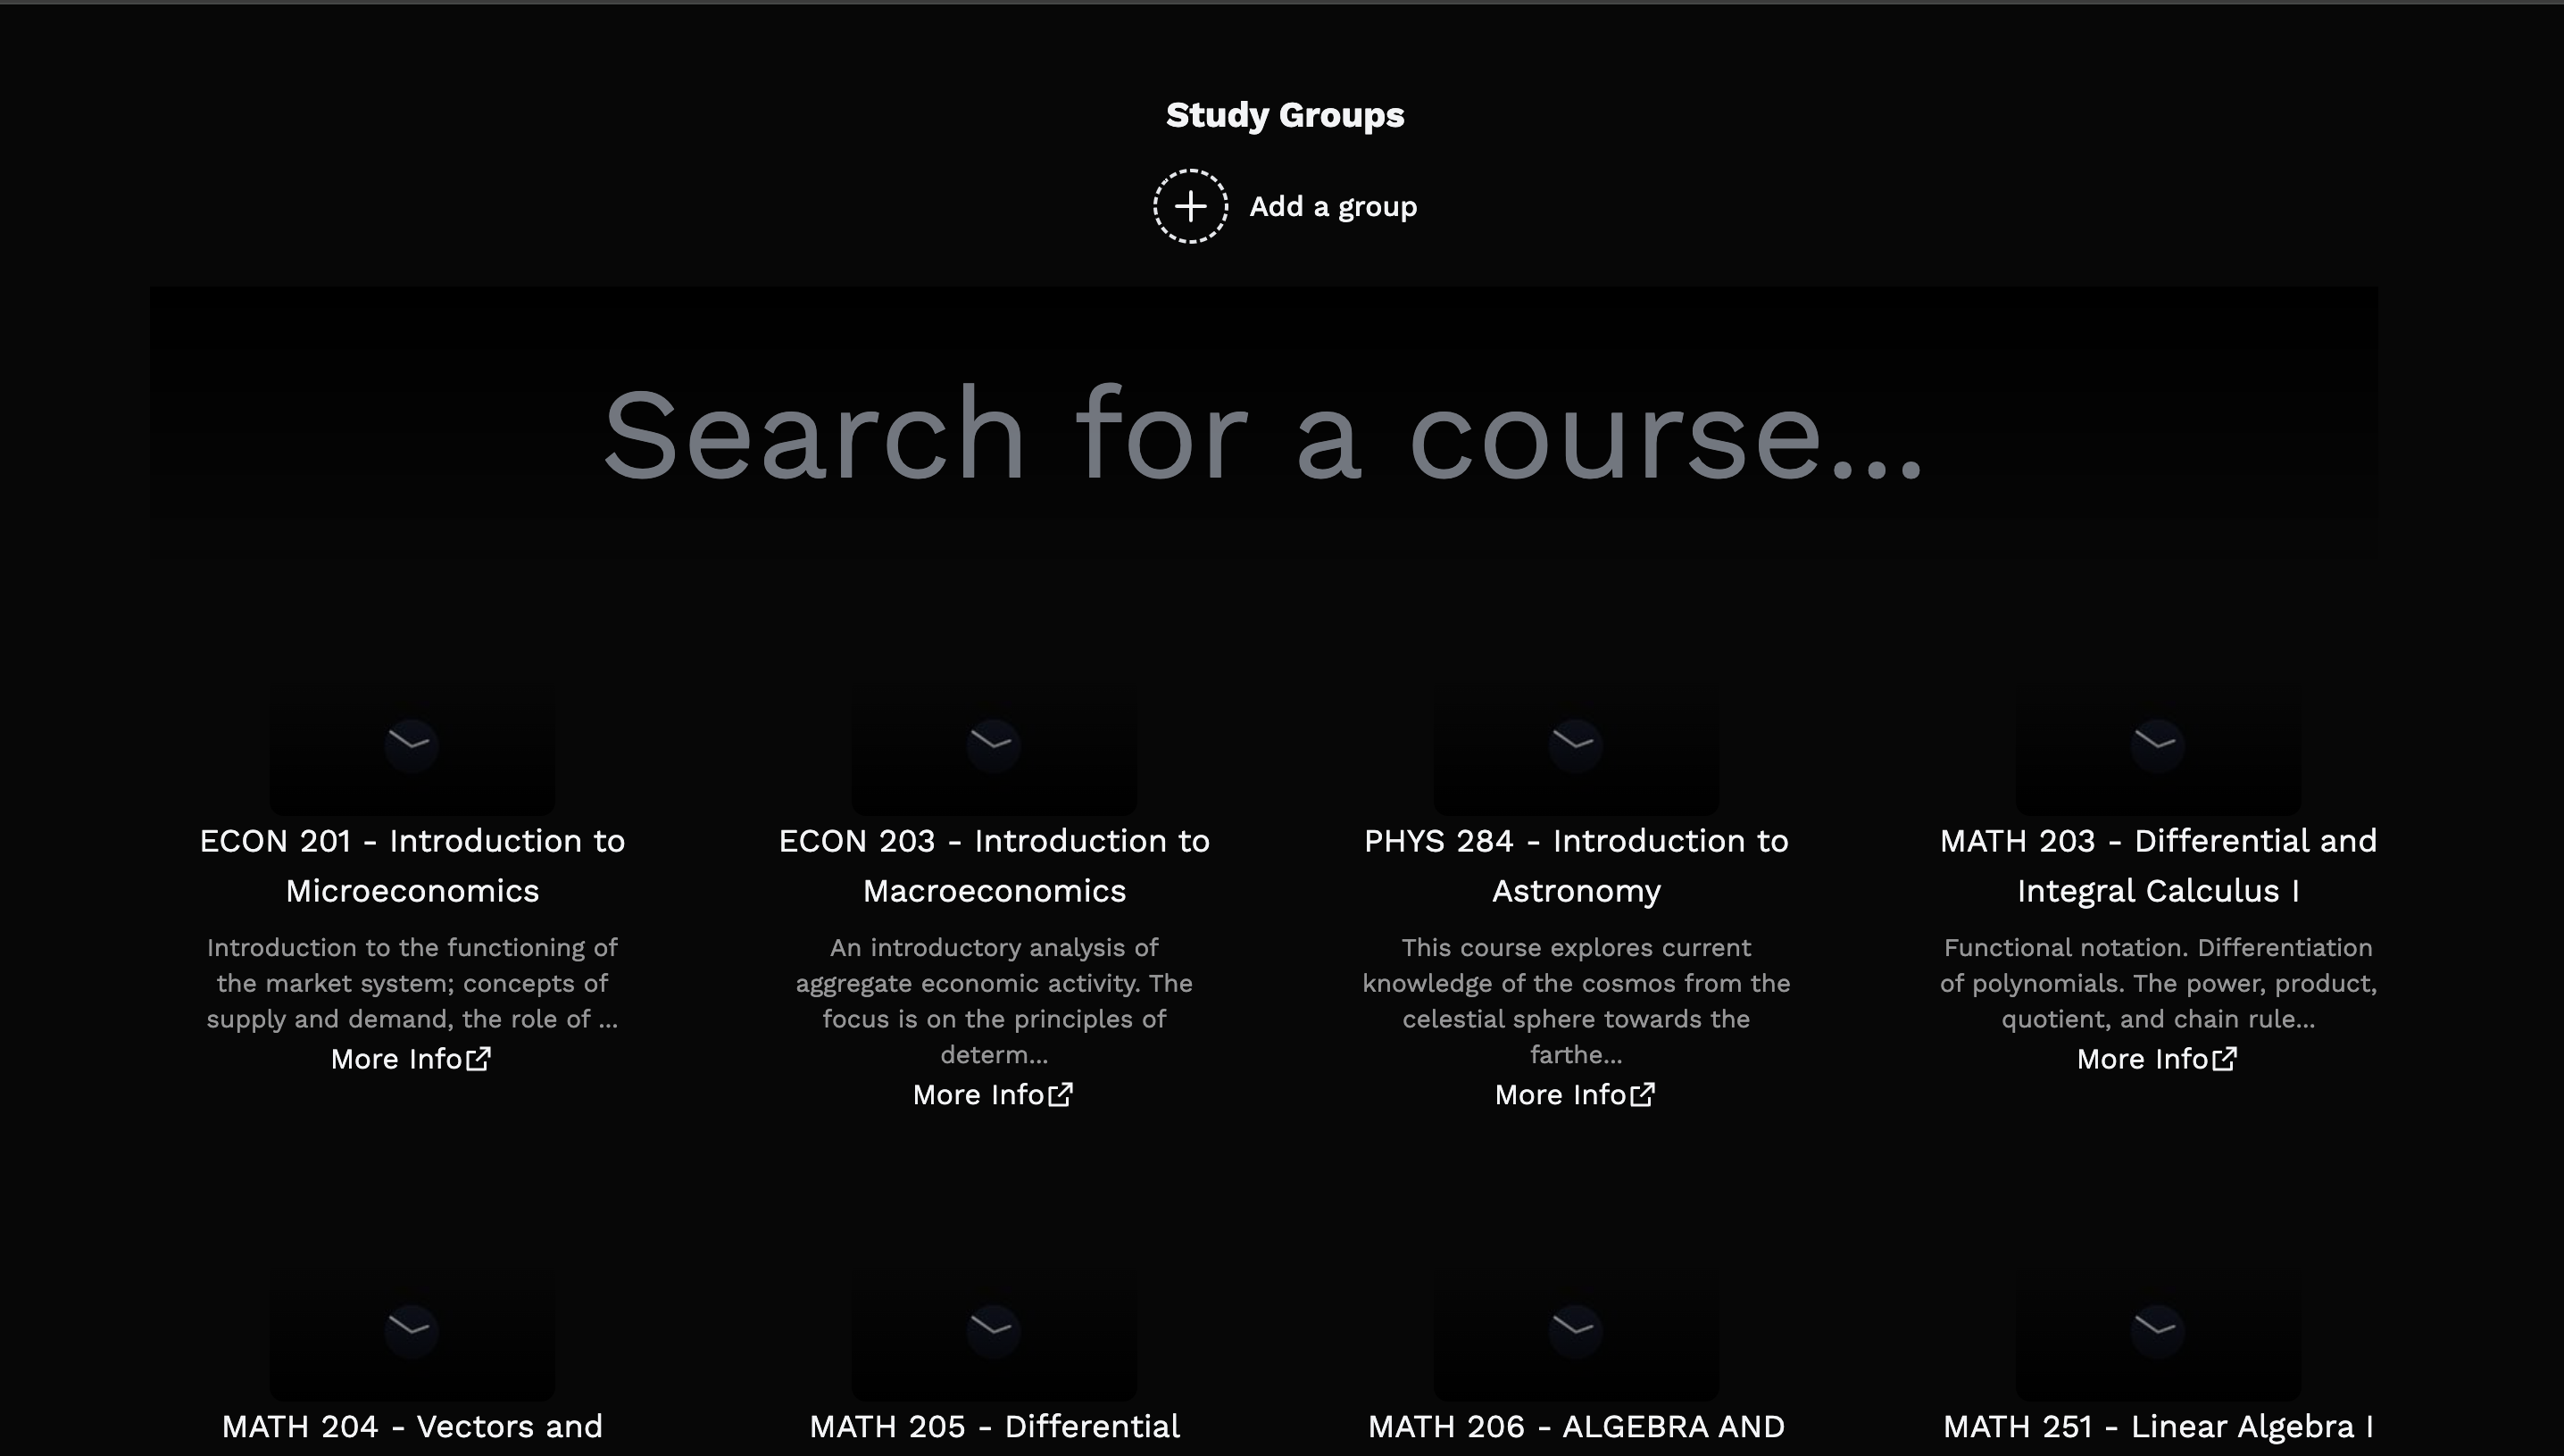 Study Groups
Add a group
Search for a course...
ECON 201 - Introduction to
Microeconomics
Introduction to the functioning of
the market system; concepts of
supply and demand, the role of ...
More Info
ECON 203 - Introduction to
Macroeconomics
An introductory analysis of
aggregate economic activity. The
focus is on the principles of
determ...
More Info
PHYS 284 - Introduction to
Astronomy
This course explores current
knowledge of the cosmos from the
celestial sphere towards the
farthe...
More Info
MATH 203 - Differential and
Integral Calculus I
Functional notation. Differentiation
of polynomials. The power, product,
quotient, and chain rule...
More Info
MATH 204 - Vectors and
MATH 205 - Differential
MATH 206 - ALGEBRA AND
MATH 251 - Linear Algebra I